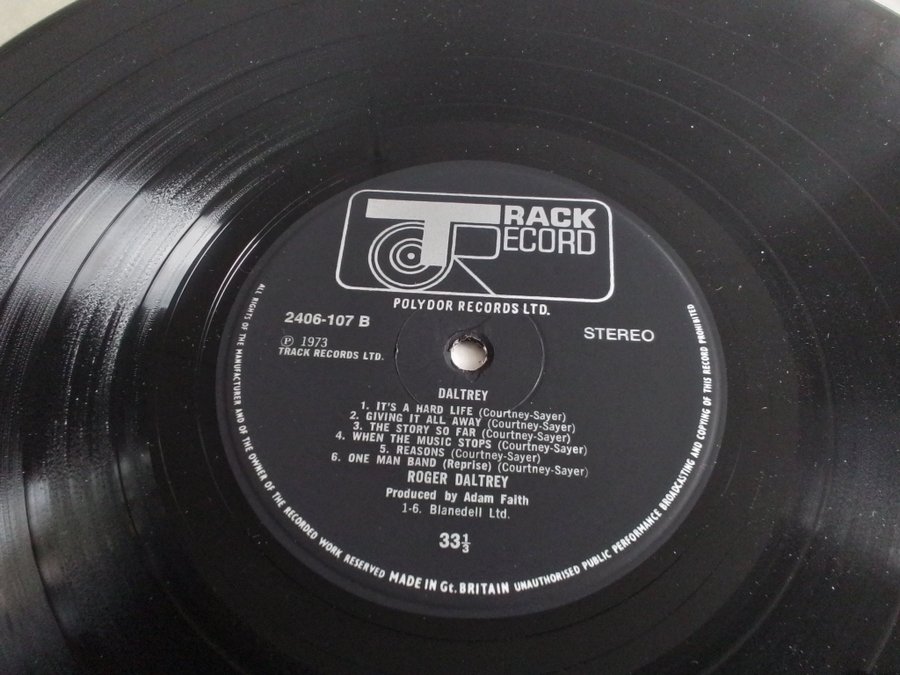 TRACK
RECORD
POLYDOR RECORDS LTD.
2406-107 B
STEREO
℗ 1973
TRACK RECORDS LTD.
DALTREY
1. IT'S A HARD LIFE (Courtney-Sayer)
2. GIVING IT ALL AWAY (Courtney-Sayer)
3. THE STORY SO FAR (Courtney-Sayer)
4. WHEN THE MUSIC STOPS (Courtney-Sayer)
5. REASONS (Courtney-Sayer)
6. ONE MAN BAND (Reprise) (Courtney-Sayer)
ROGER DALTREY
Produced by Adam Faith
1-6. Blanedell Ltd.
33⅓
ALL RIGHTS OF THE MANUFACTURER AND OF THE OWNER OF THE RECORDED WORK RESERVED MADE IN Gt. BRITAIN UNAUTHORISED PUBLIC PERFORMANCE BROADCASTING AND COPYING OF THIS RECORD PROHIBITED